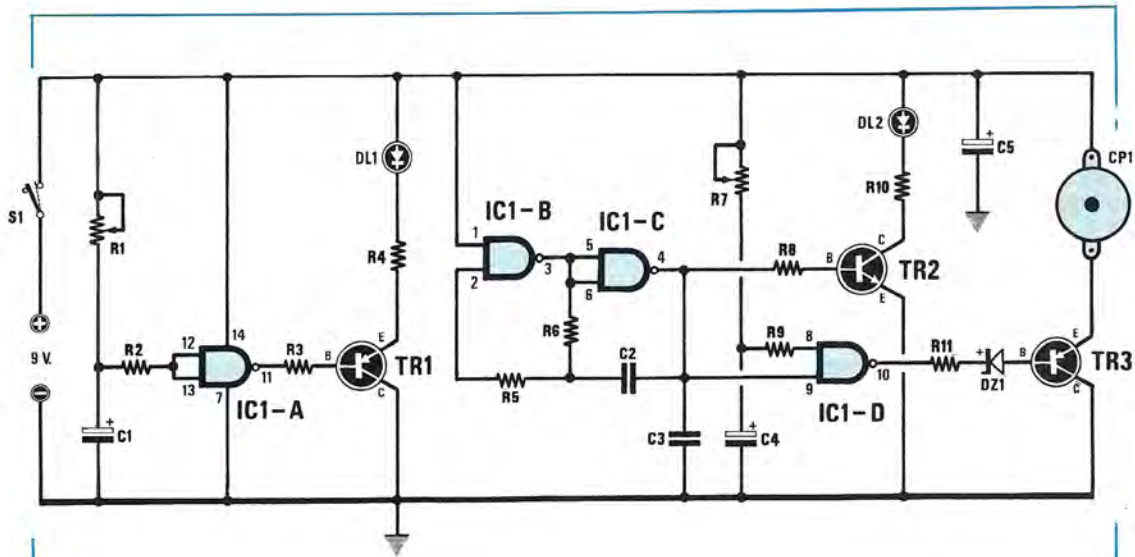 S1
+
9 V.
−
R1
C1
R2
12
13
14
7
11
IC1-A
R3
B
E
C
TR1
DL1
R4
1
2
3
IC1-B
5
6
4
IC1-C
R5
R6
C2
C3
R7
C4
R8
B
C
E
TR2
DL2
R10
R9
8
9
10
IC1-D
R11
+
DZ1
B
E
C
TR3
C5
+
CP1
+
+